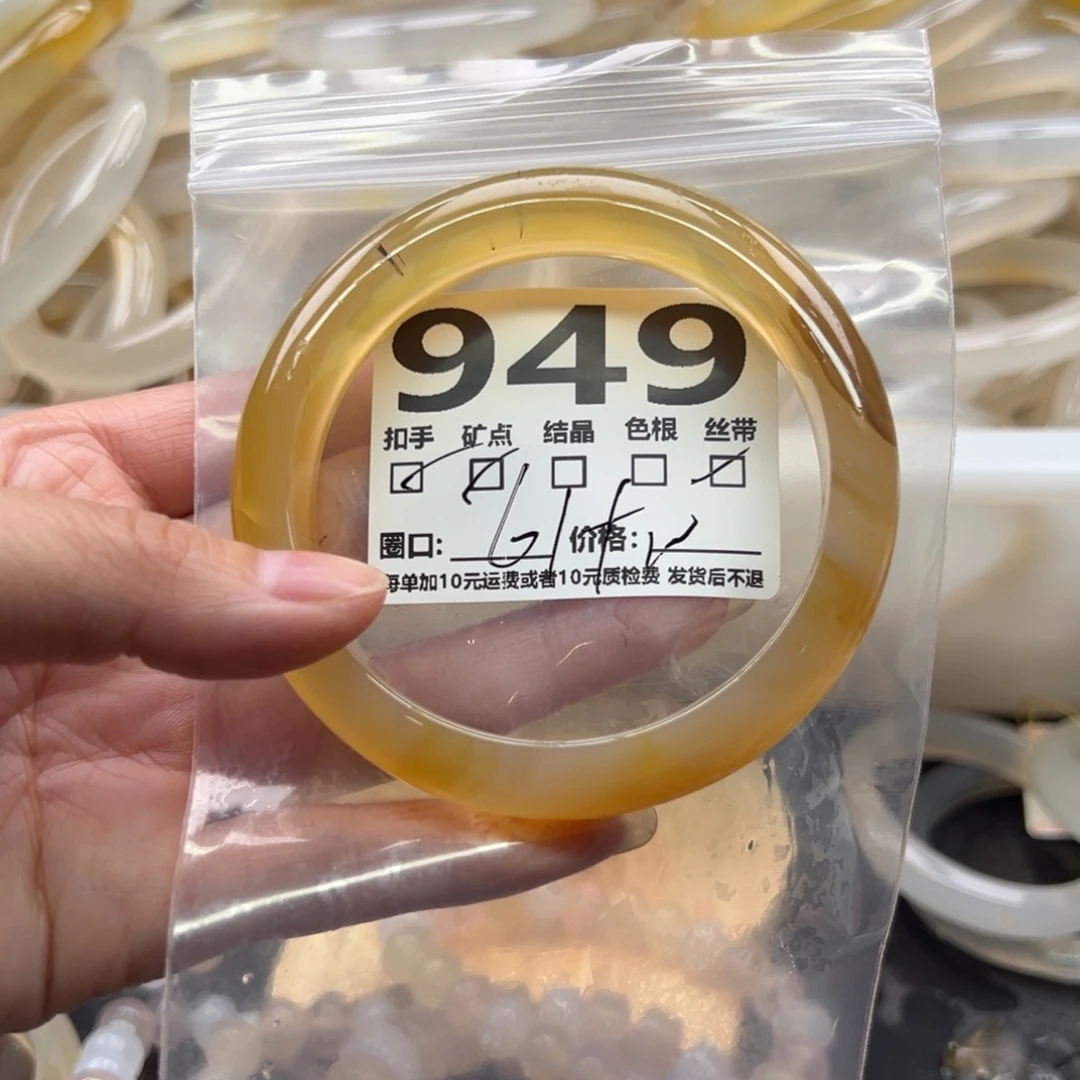 949
扣手 矿点 结晶 色根 丝带
圈口: 价格:
每单加10元运费或者10元质检费 发货后不退